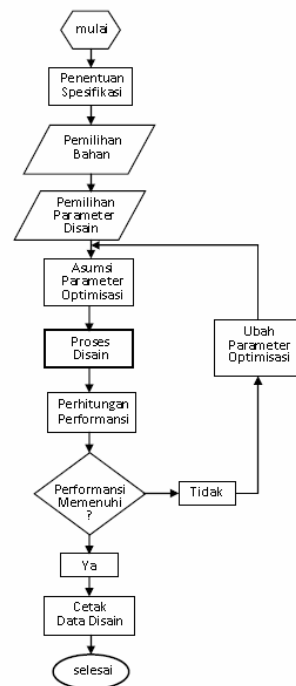 mulai
Penentuan
Spesifikasi
Pemilihan
Bahan
Pemilihan
Parameter
Disain
Asumsi
Parameter
Optimisasi
Proses
Disain
Perhitungan
Performansi
Performansi
Memenuhi
?
Tidak
Ubah
Parameter
Optimisasi
Ya
Cetak
Data Disain
selesai